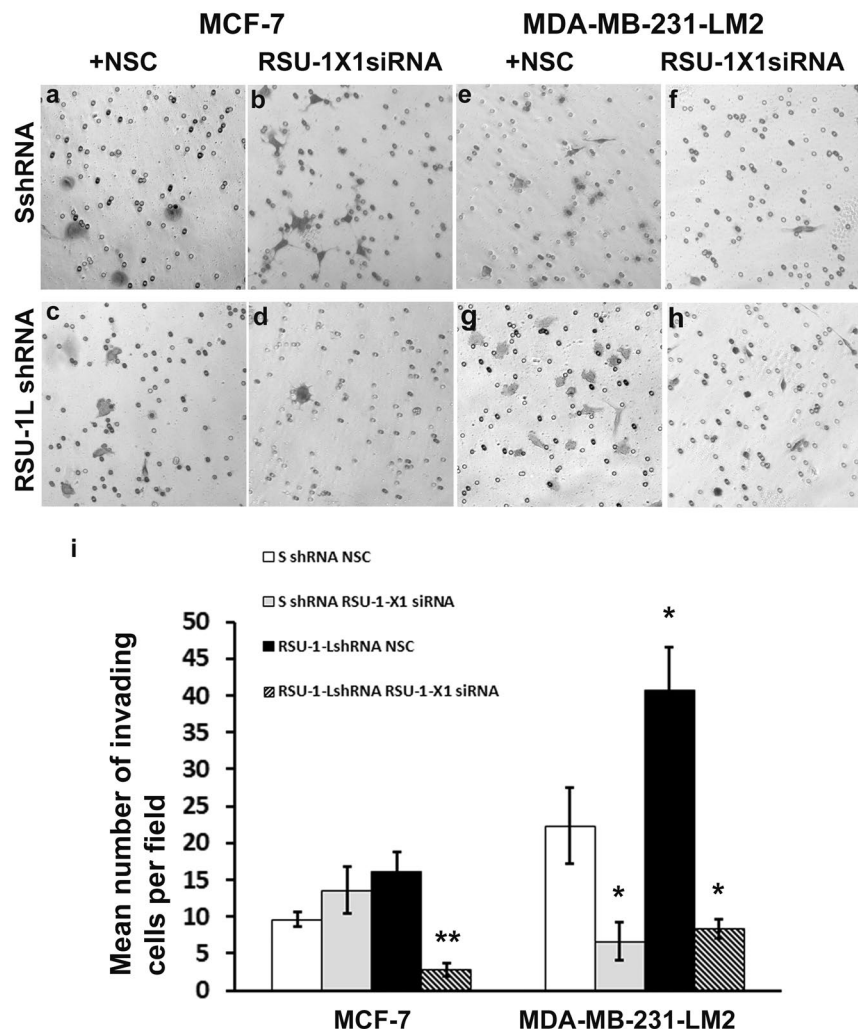 MCF-7 MDA-MB-231-LM2
+NSC RSU-1X1siRNA +NSC RSU-1X1siRNA
SshRNA
a b e f
RSU-1L shRNA
c d g h
i
S shRNA NSC
S shRNA RSU-1-X1 siRNA
RSU-1-LshRNA NSC
RSU-1-LshRNA RSU-1-X1 siRNA
Mean number of invading
cells per field
50
45
40
35
30
25
20
15
10
5
0
**
*
*
*
MCF-7 MDA-MB-231-LM2